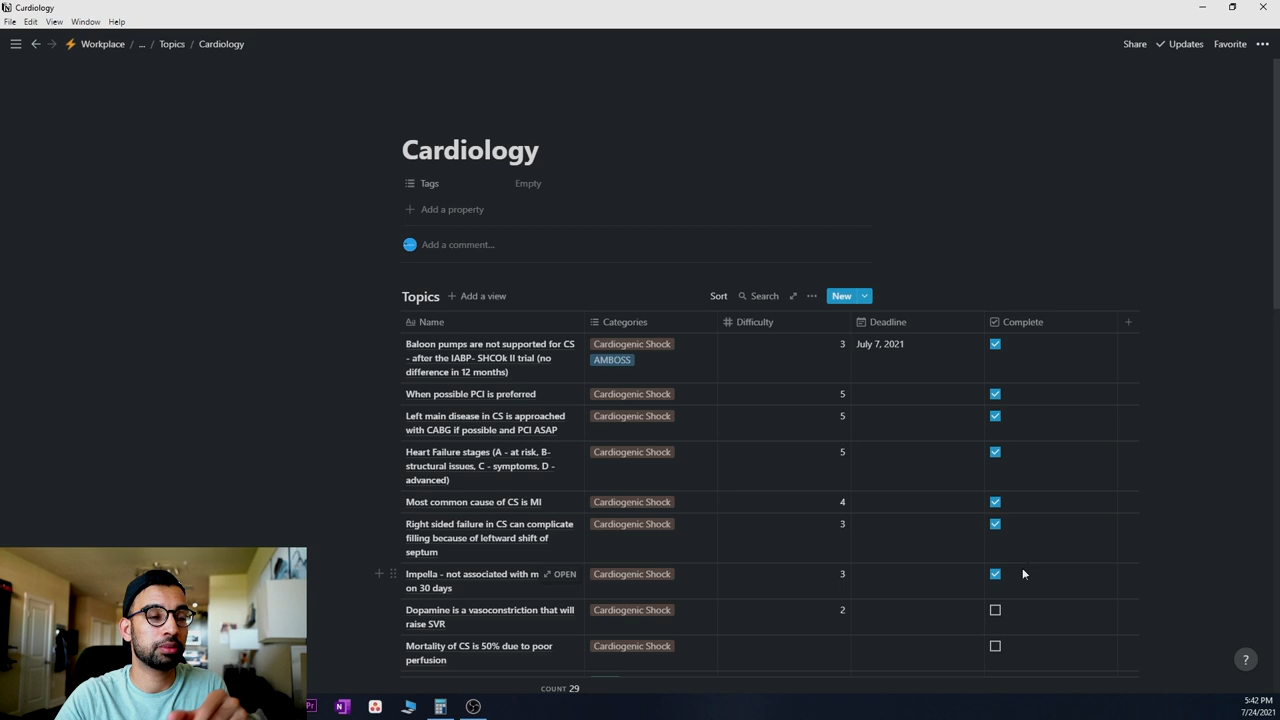 Cardiology
File Edit View Window Help
Workplace / ... / Topics / Cardiology
Share Updates Favorite •••
Cardiology
Tags Empty
+ Add a property
Add a comment...
Topics + Add a view Sort Search ••• New
Aa Name Categories # Difficulty Deadline Complete +
Baloon pumps are not supported for CS Cardiogenic Shock 3 July 7, 2021
- after the IABP- SHCOk II trial (no AMBOSS
difference in 12 months)
When possible PCI is preferred Cardiogenic Shock 5
Left main disease in CS is approached Cardiogenic Shock 5
with CABG if possible and PCI ASAP
Heart Failure stages (A - at risk, B- Cardiogenic Shock 5
structural issues, C - symptoms, D -
advanced)
Most common cause of CS is MI Cardiogenic Shock 4
Right sided failure in CS can complicate Cardiogenic Shock 3
filling because of leftward shift of
septum
Impella - not associated with m OPEN Cardiogenic Shock 3
on 30 days
Dopamine is a vasoconstriction that will Cardiogenic Shock 2
raise SVR
Mortality of CS is 50% due to poor Cardiogenic Shock
perfusion
COUNT 29
?
Pr N
5:42 PM
7/24/2021